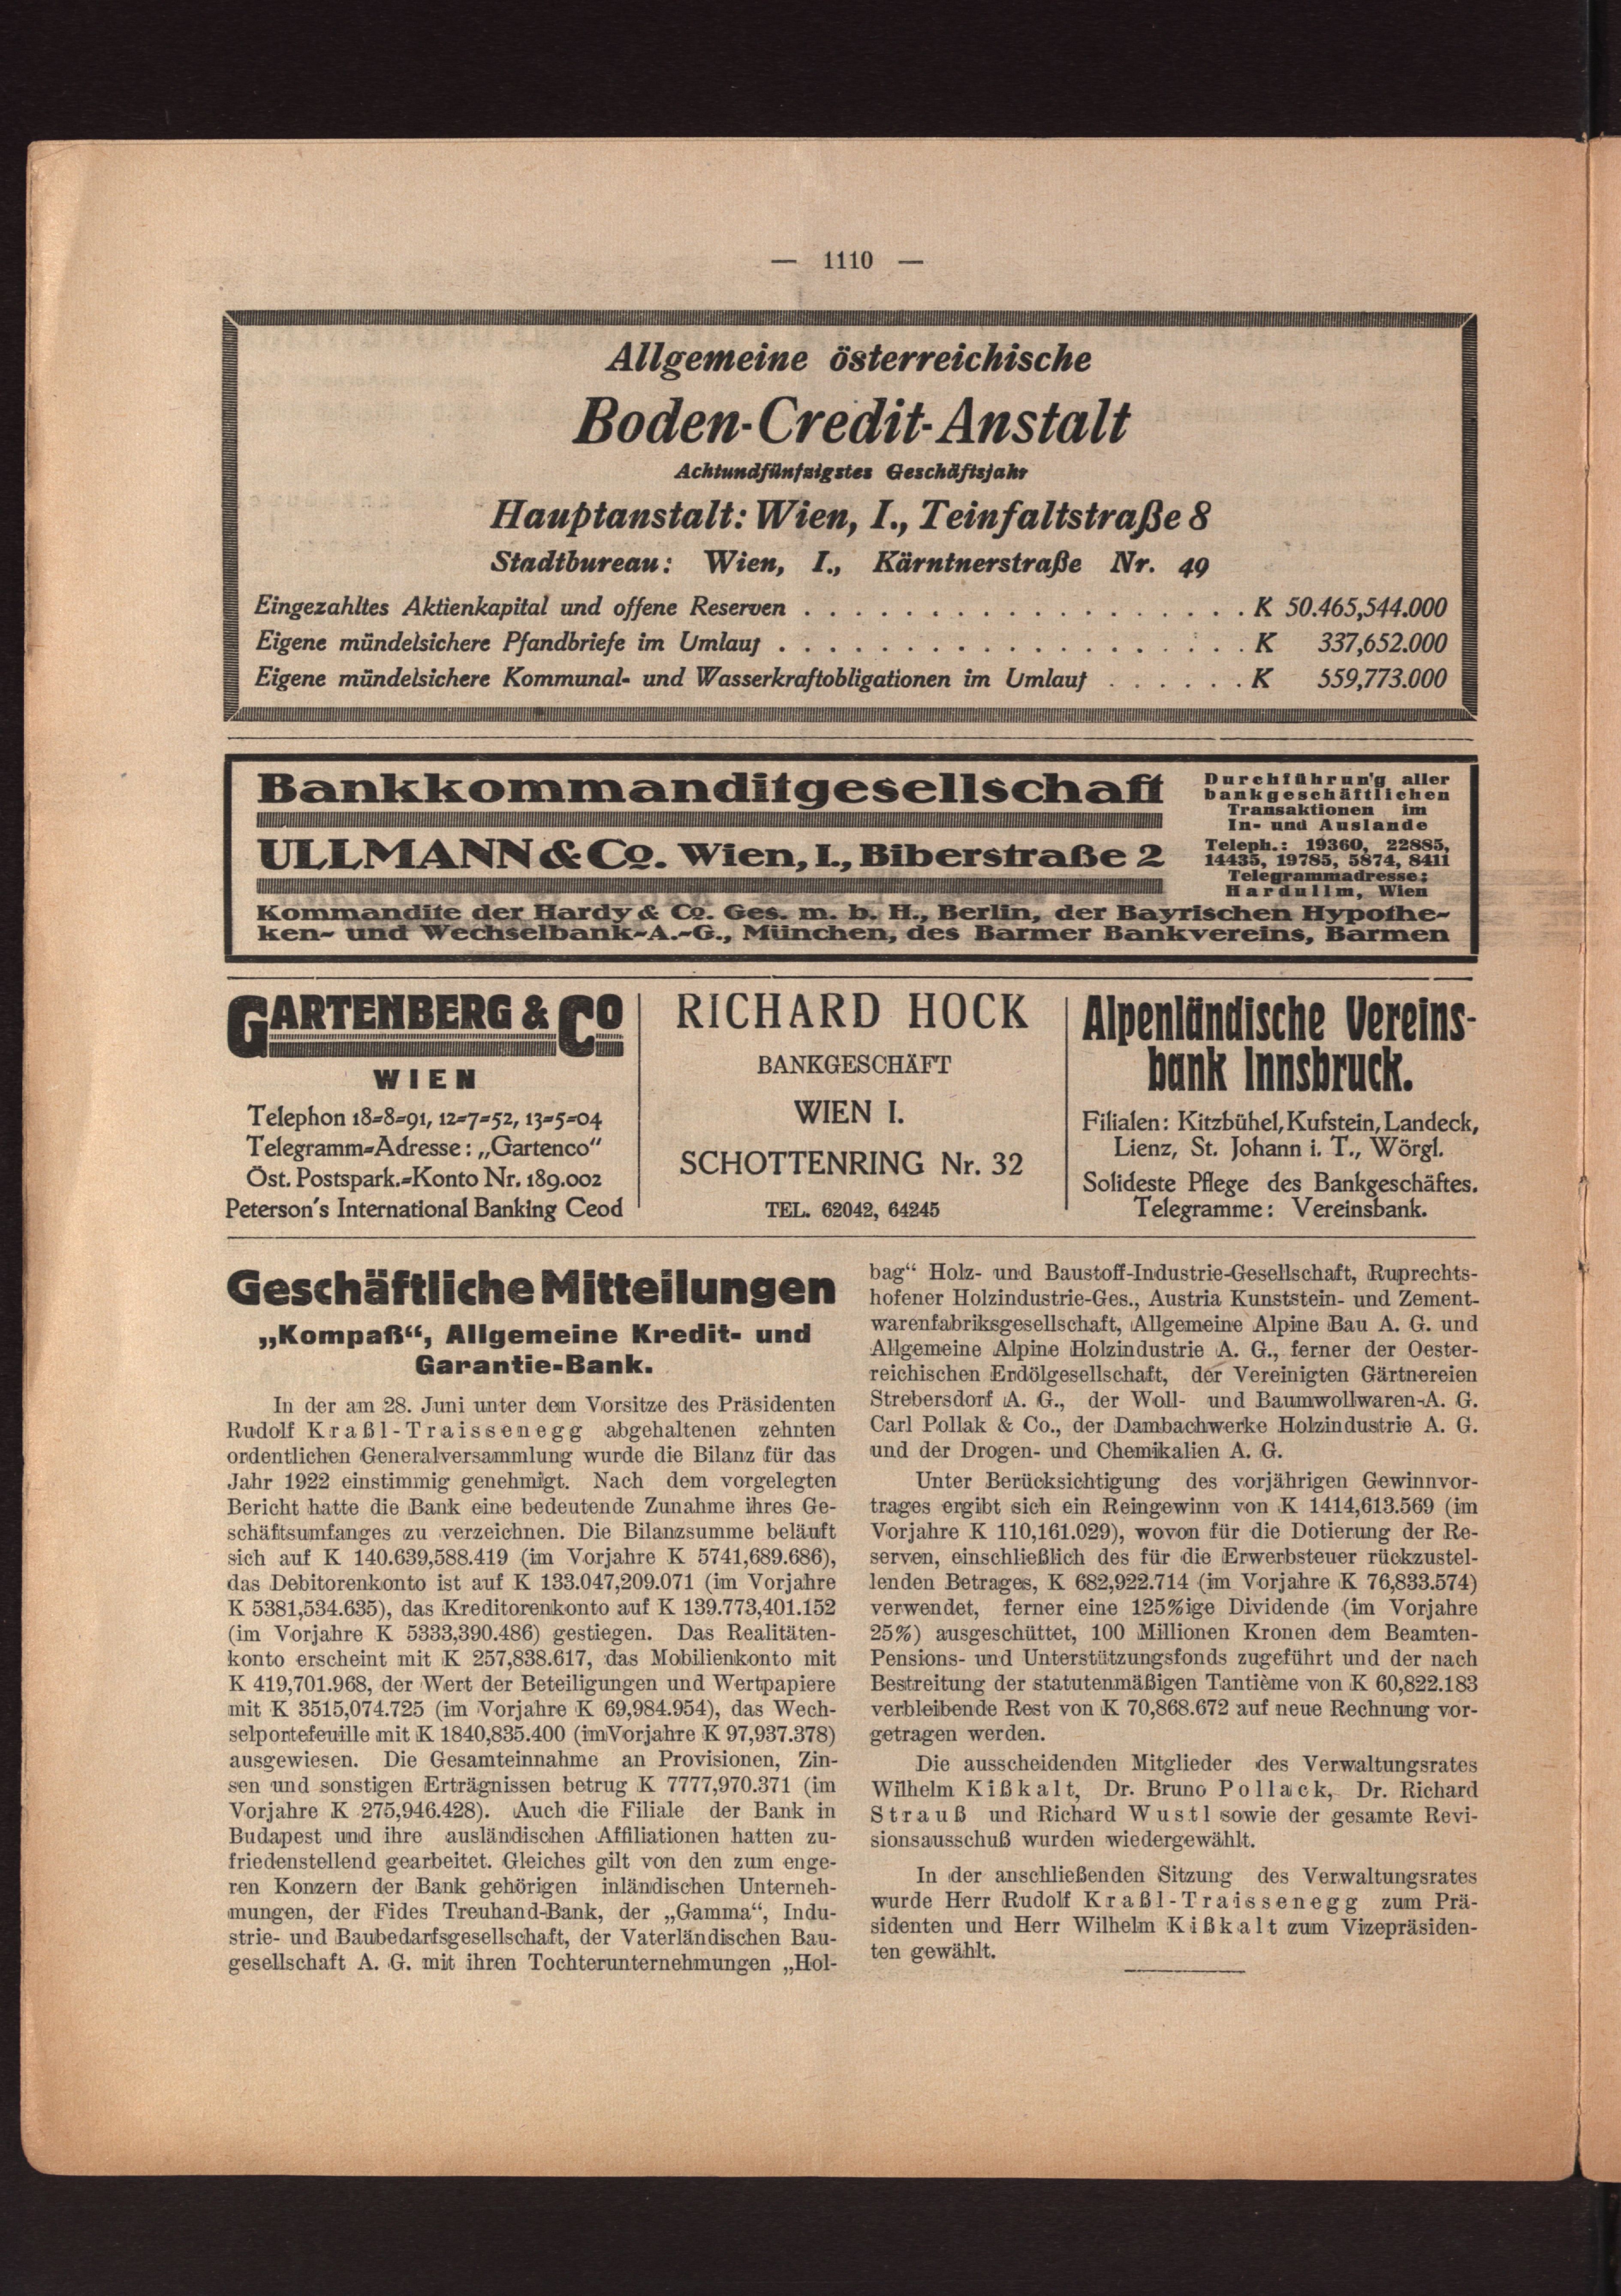 — 1110 —
Allgemeine österreichische
Boden-Credit-Anstalt
Achtundfünfzigstes Geschäftsjahr
Hauptanstalt: Wien, I., Teinfaltstraße 8
Stadtbureau: Wien, I., Kärntnerstraße Nr. 49
Eingezahltes Aktienkapital und offene Reserven . . . . . . . . . . . . . . . . . . K 50.465,544.000
Eigene mündelsichere Pfandbriefe im Umlauf . . . . . . . . . . . . . . . . . . . K 337,652.000
Eigene mündelsichere Kommunal- und Wasserkraftobligationen im Umlauf . . . . . . K 559,773.000
Bankkommanditgesellschaft
ULLMANN & Co. Wien, I., Biberstraße 2
Durchführung aller
bankgeschäftlichen
Transaktionen im
In- und Auslande
Teleph.: 19360, 22885,
14435, 19785, 5874, 8411
Telegrammadresse:
Hardullm, Wien
Kommandite der Hardy & Co. Ges. m. b. H., Berlin, der Bayrischen Hypothe-
ken- und Wechselbank-A.-G., München, des Barmer Bankvereins, Barmen
GARTENBERG & CO
WIEN
Telephon 18-8-91, 12-7-52, 13-5-04
Telegramm-Adresse: „Gartenco“
Öst. Postspark.-Konto Nr. 189.002
Peterson's International Banking Ceod
RICHARD HOCK
BANKGESCHÄFT
WIEN I.
SCHOTTENRING Nr. 32
TEL. 62042, 64245
Alpenländische Vereins-
bank Innsbruck.
Filialen: Kitzbühel, Kufstein, Landeck,
Lienz, St. Johann i. T., Wörgl.
Solideste Pflege des Bankgeschäftes.
Telegramme: Vereinsbank.
Geschäftliche Mitteilungen
„Kompaß“, Allgemeine Kredit- und
Garantie-Bank.
In der am 28. Juni unter dem Vorsitze des Präsidenten
Rudolf Kraßl-Traissenegg abgehaltenen zehnten
ordentlichen Generalversammlung wurde die Bilanz für das
Jahr 1922 einstimmig genehmigt. Nach dem vorgelegten
Bericht hatte die Bank eine bedeutende Zunahme ihres Ge-
schäftsumfanges zu verzeichnen. Die Bilanzsumme beläuft
sich auf K 140.639,588.419 (im Vorjahre K 5741,689.686),
das Debitorenkonto ist auf K 133.047,209.071 (im Vorjahre
K 5381,534.635), das Kreditorenkonto auf K 139.773,401.152
(im Vorjahre K 5333,390.486) gestiegen. Das Realitäten-
konto erscheint mit K 257,838.617, das Mobilienkonto mit
K 419,701.968, der Wert der Beteiligungen und Wertpapiere
mit K 3515,074.725 (im Vorjahre K 69,984.954), das Wech-
selportefeuille mit K 1840,835.400 (im Vorjahre K 97,937.378)
ausgewiesen. Die Gesamteinnahme an Provisionen, Zin-
sen und sonstigen Erträgnissen betrug K 7777,970.371 (im
Vorjahre K 275,946.428). Auch die Filiale der Bank in
Budapest und ihre ausländischen Affiliationen hatten zu-
friedenstellend gearbeitet. Gleiches gilt von den zum enge-
ren Konzern der Bank gehörigen inländischen Unterneh-
mungen, der Fides Treuhand-Bank, der „Gamma“, Indu-
strie- und Baubedarfsgesellschaft, der Vaterländischen Bau-
gesellschaft A. G. mit ihren Tochterunternehmungen „Hol-
bag“ Holz- und Baustoff-Industrie-Gesellschaft, Ruprechts-
hofener Holzindustrie-Ges., Austria Kunststein- und Zement-
warenfabriksgesellschaft, Allgemeine Alpine Bau A. G. und
Allgemeine Alpine Holzindustrie A. G., ferner der Oester-
reichischen Erdölgesellschaft, der Vereinigten Gärtnereien
Strebersdorf A. G., der Woll- und Baumwollwaren-A. G.
Carl Pollak & Co., der Dambachwerke Holzindustrie A. G.
und der Drogen- und Chemikalien A. G.
Unter Berücksichtigung des vorjährigen Gewinnvor-
trages ergibt sich ein Reingewinn von K 1414,613.569 (im
Vorjahre K 110,161.029), wovon für die Dotierung der Re-
serven, einschließlich des für die Erwerbsteuer rückzustel-
lenden Betrages, K 682,922.714 (im Vorjahre K 76,833.574)
verwendet, ferner eine 125%ige Dividende (im Vorjahre
25%) ausgeschüttet, 100 Millionen Kronen dem Beamten-
Pensions- und Unterstützungsfonds zugeführt und der nach
Bestreitung der statutenmäßigen Tantième von K 60,822.183
verbleibende Rest von K 70,868.672 auf neue Rechnung vor-
getragen werden.
Die ausscheidenden Mitglieder des Verwaltungsrates
Wilhelm Kißkalt, Dr. Bruno Pollack, Dr. Richard
Strauß und Richard Wustl sowie der gesamte Revi-
sionsausschuß wurden wiedergewählt.
In der anschließenden Sitzung des Verwaltungsrates
wurde Herr Rudolf Kraßl-Traissenegg zum Prä-
sidenten und Herr Wilhelm Kißkalt zum Vizepräsiden-
ten gewählt.